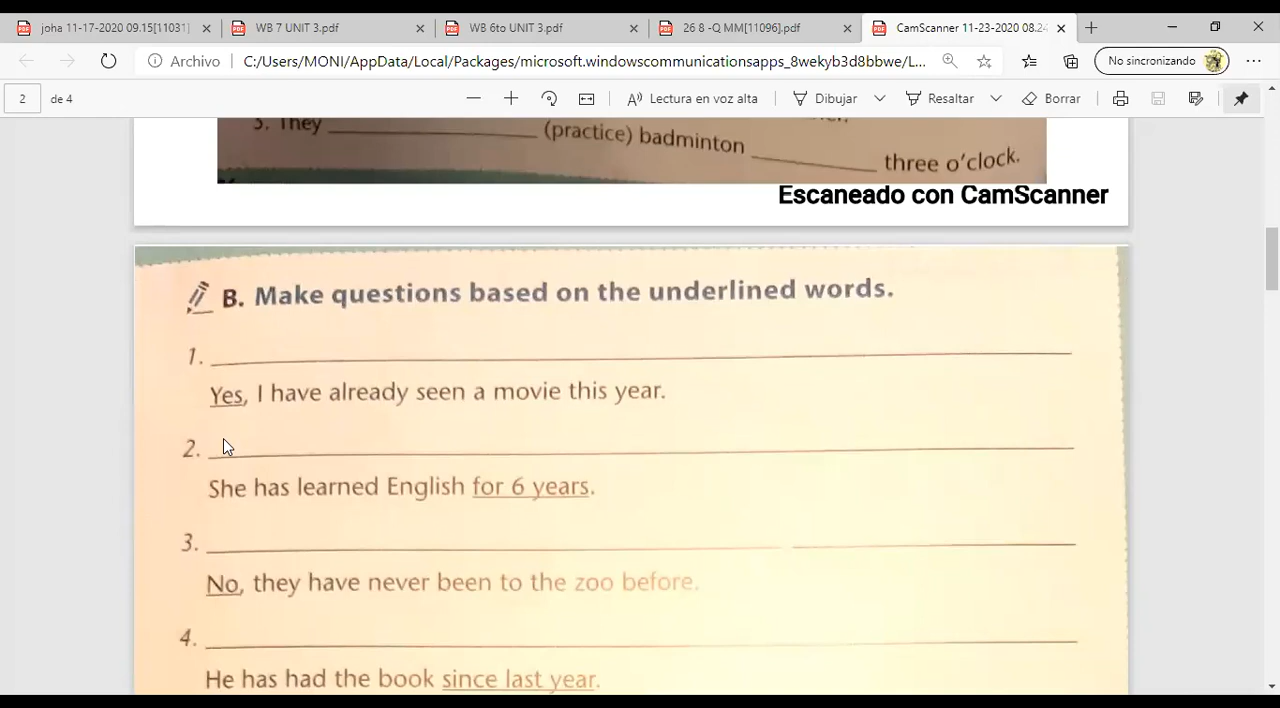 joha 11-17-2020 09.15[11031]
WB 7 UNIT 3.pdf
WB 6to UNIT 3.pdf
26 8 -Q MM[11096].pdf
CamScanner 11-23-2020 08.24
Archivo
C:/Users/MONI/AppData/Local/Packages/microsoft.windowscommunicationsapps_8wekyb3d8bbwe/L...
No sincronizando
2 de 4
Lectura en voz alta
Dibujar
Resaltar
Borrar
5. They (practice) badminton three o'clock.
Escaneado con CamScanner
B. Make questions based on the underlined words.
1.
Yes, I have already seen a movie this year.
2.
She has learned English for 6 years.
3.
No, they have never been to the zoo before.
4.
He has had the book since last year.